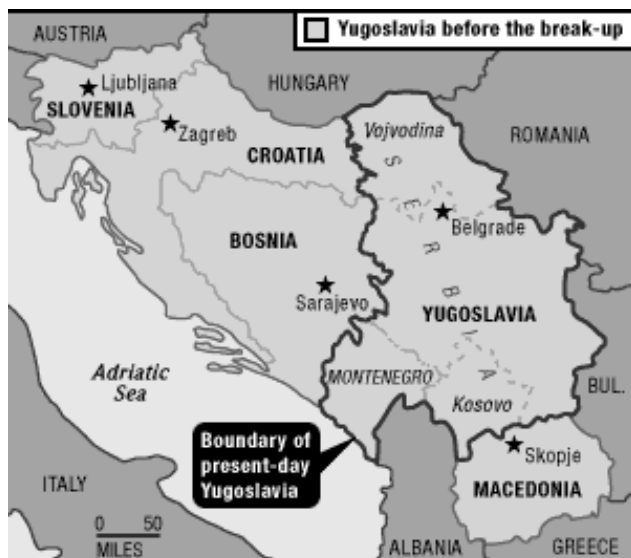 AUSTRIA
Yugoslavia before the break-up
HUNGARY
Ljubljana
SLOVENIA
Zagreb
CROATIA
Vojvodina
ROMANIA
SERBIA
Belgrade
BOSNIA
Sarajevo
YUGOSLAVIA
Adriatic
Sea
MONTENEGRO
Kosovo
BUL.
Boundary of
present-day
Yugoslavia
Skopje
MACEDONIA
ITALY
0 50
MILES
ALBANIA
GREECE